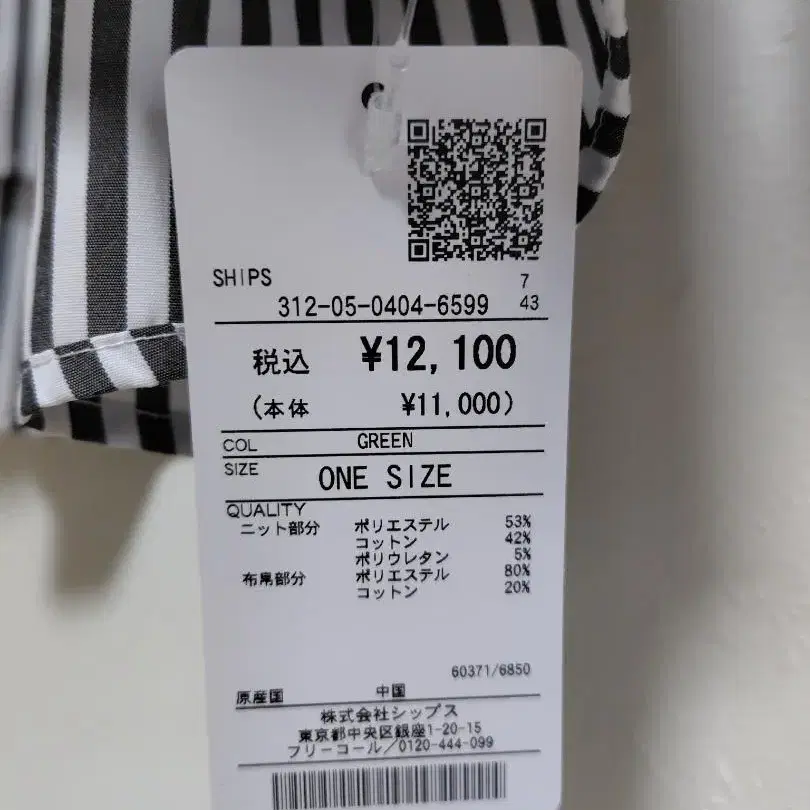 SHIPS 7
312-05-0404-6599 43
税込 ¥12,100
(本体 ¥11,000)
COL GREEN
SIZE ONE SIZE
QUALITY
ニット部分 ポリエステル 53%
コットン 42%
ポリウレタン 5%
布帛部分 ポリエステル 80%
コットン 20%
60371/6850
原産国 中国
株式会社シップス
東京都中央区銀座1-20-15
フリーコール/0120-444-099